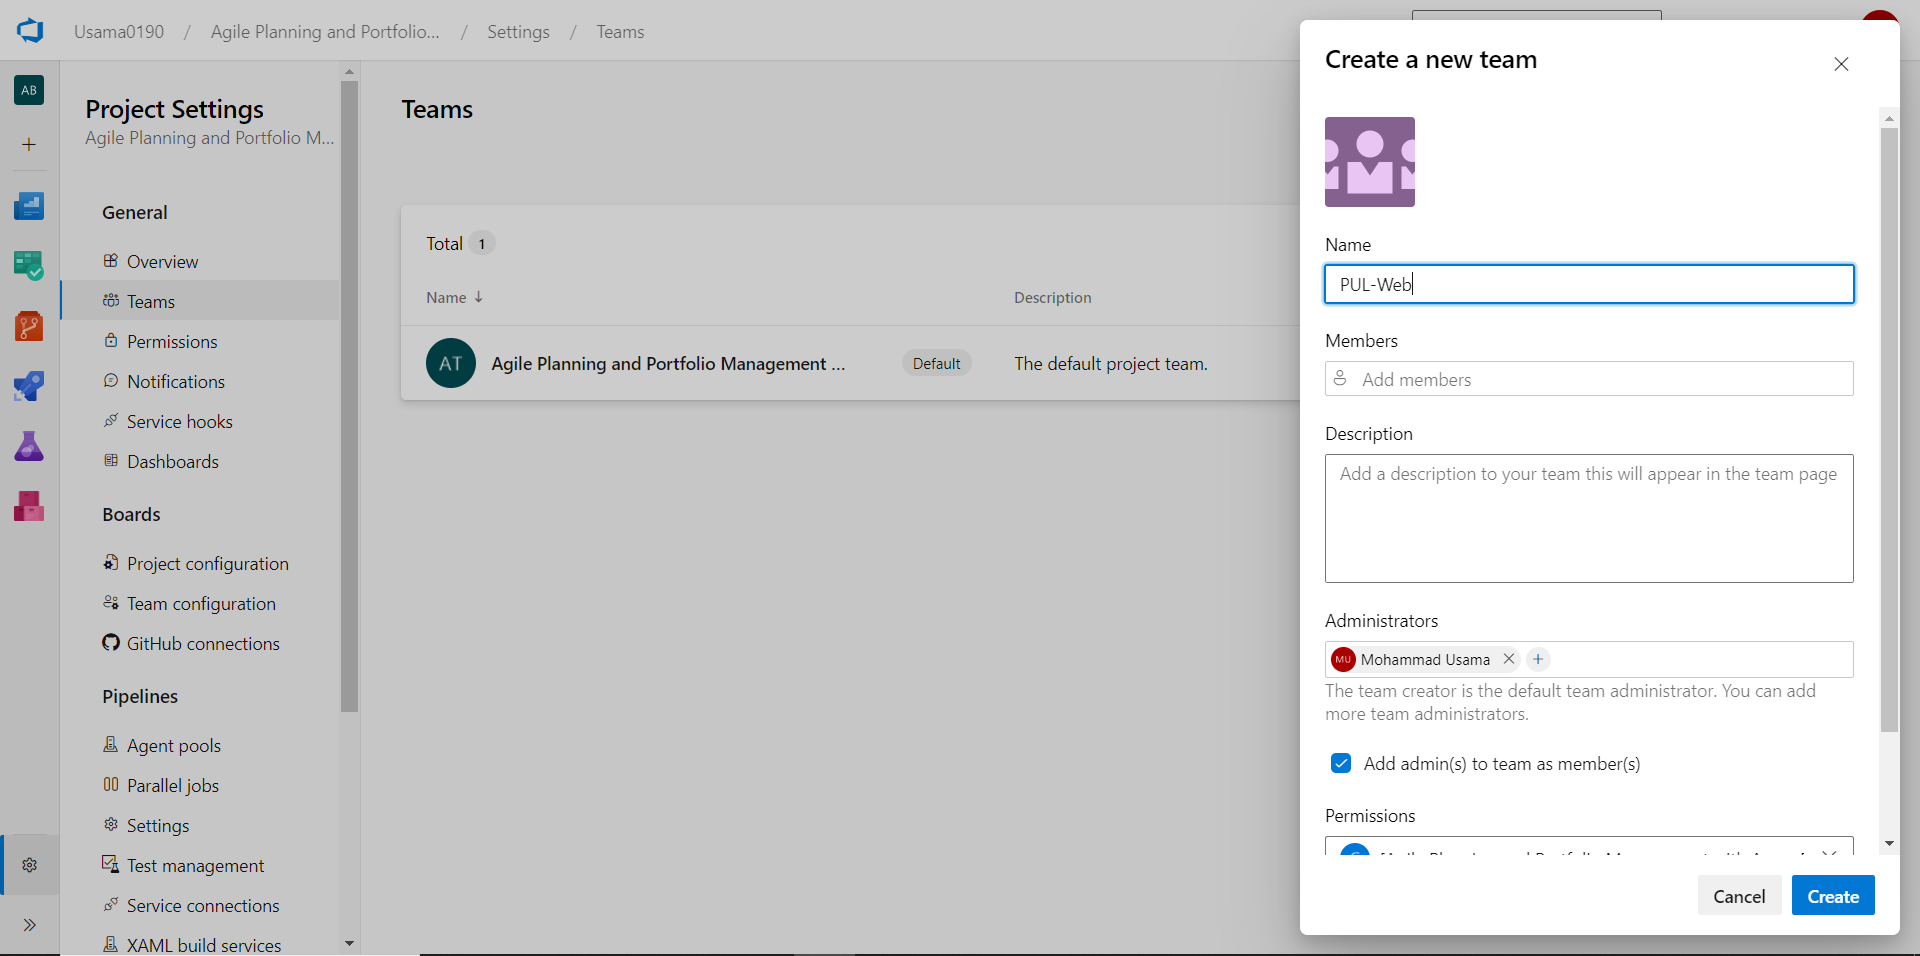 Usama0190 / Agile Planning and Portfolio... / Settings / Teams
AB
Project Settings
Agile Planning and Portfolio M...
General
Overview
Teams
Permissions
Notifications
Service hooks
Dashboards
Boards
Project configuration
Team configuration
GitHub connections
Pipelines
Agent pools
Parallel jobs
Settings
Test management
Service connections
XAML build services
Teams
Total 1
Name Description
AT Agile Planning and Portfolio Management ... Default The default project team.
Create a new team
Name
PUL-Web
Members
Add members
Description
Add a description to your team this will appear in the team page
Administrators
MU Mohammad Usama
The team creator is the default team administrator. You can add
more team administrators.
Add admin(s) to team as member(s)
Permissions
Cancel Create